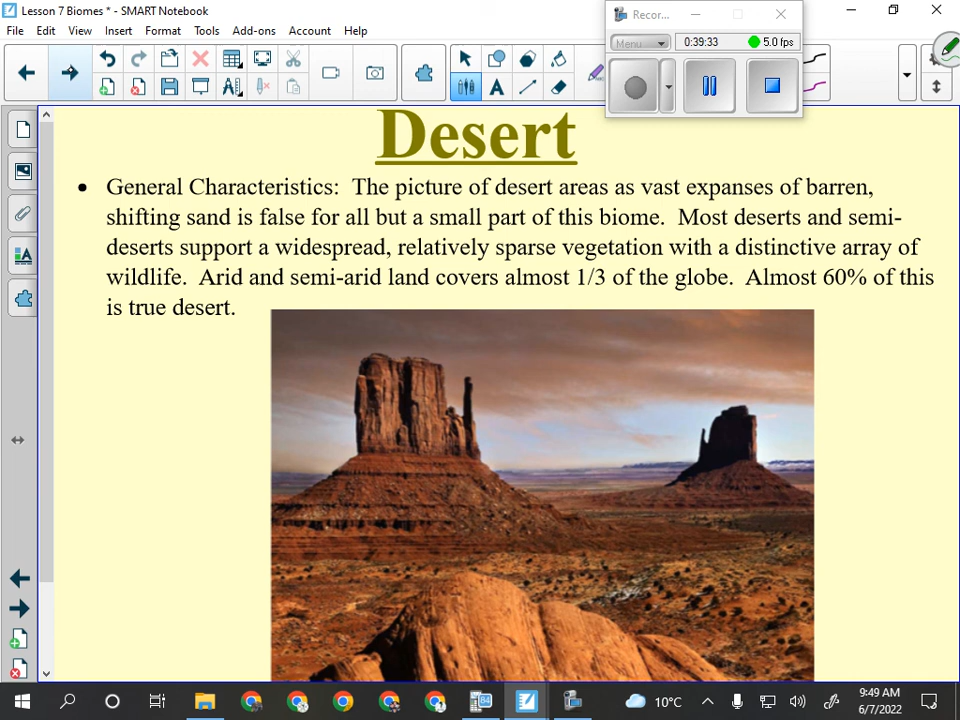 Lesson 7 Biomes * - SMART Notebook
Recor...
File Edit View Insert Format Tools Add-ons Account Help
Menu 0:39:33 5.0 fps
Desert
• General Characteristics: The picture of desert areas as vast expanses of barren,
shifting sand is false for all but a small part of this biome. Most deserts and semi-
deserts support a widespread, relatively sparse vegetation with a distinctive array of
wildlife. Arid and semi-arid land covers almost 1/3 of the globe. Almost 60% of this
is true desert.
10°C
9:49 AM
6/7/2022